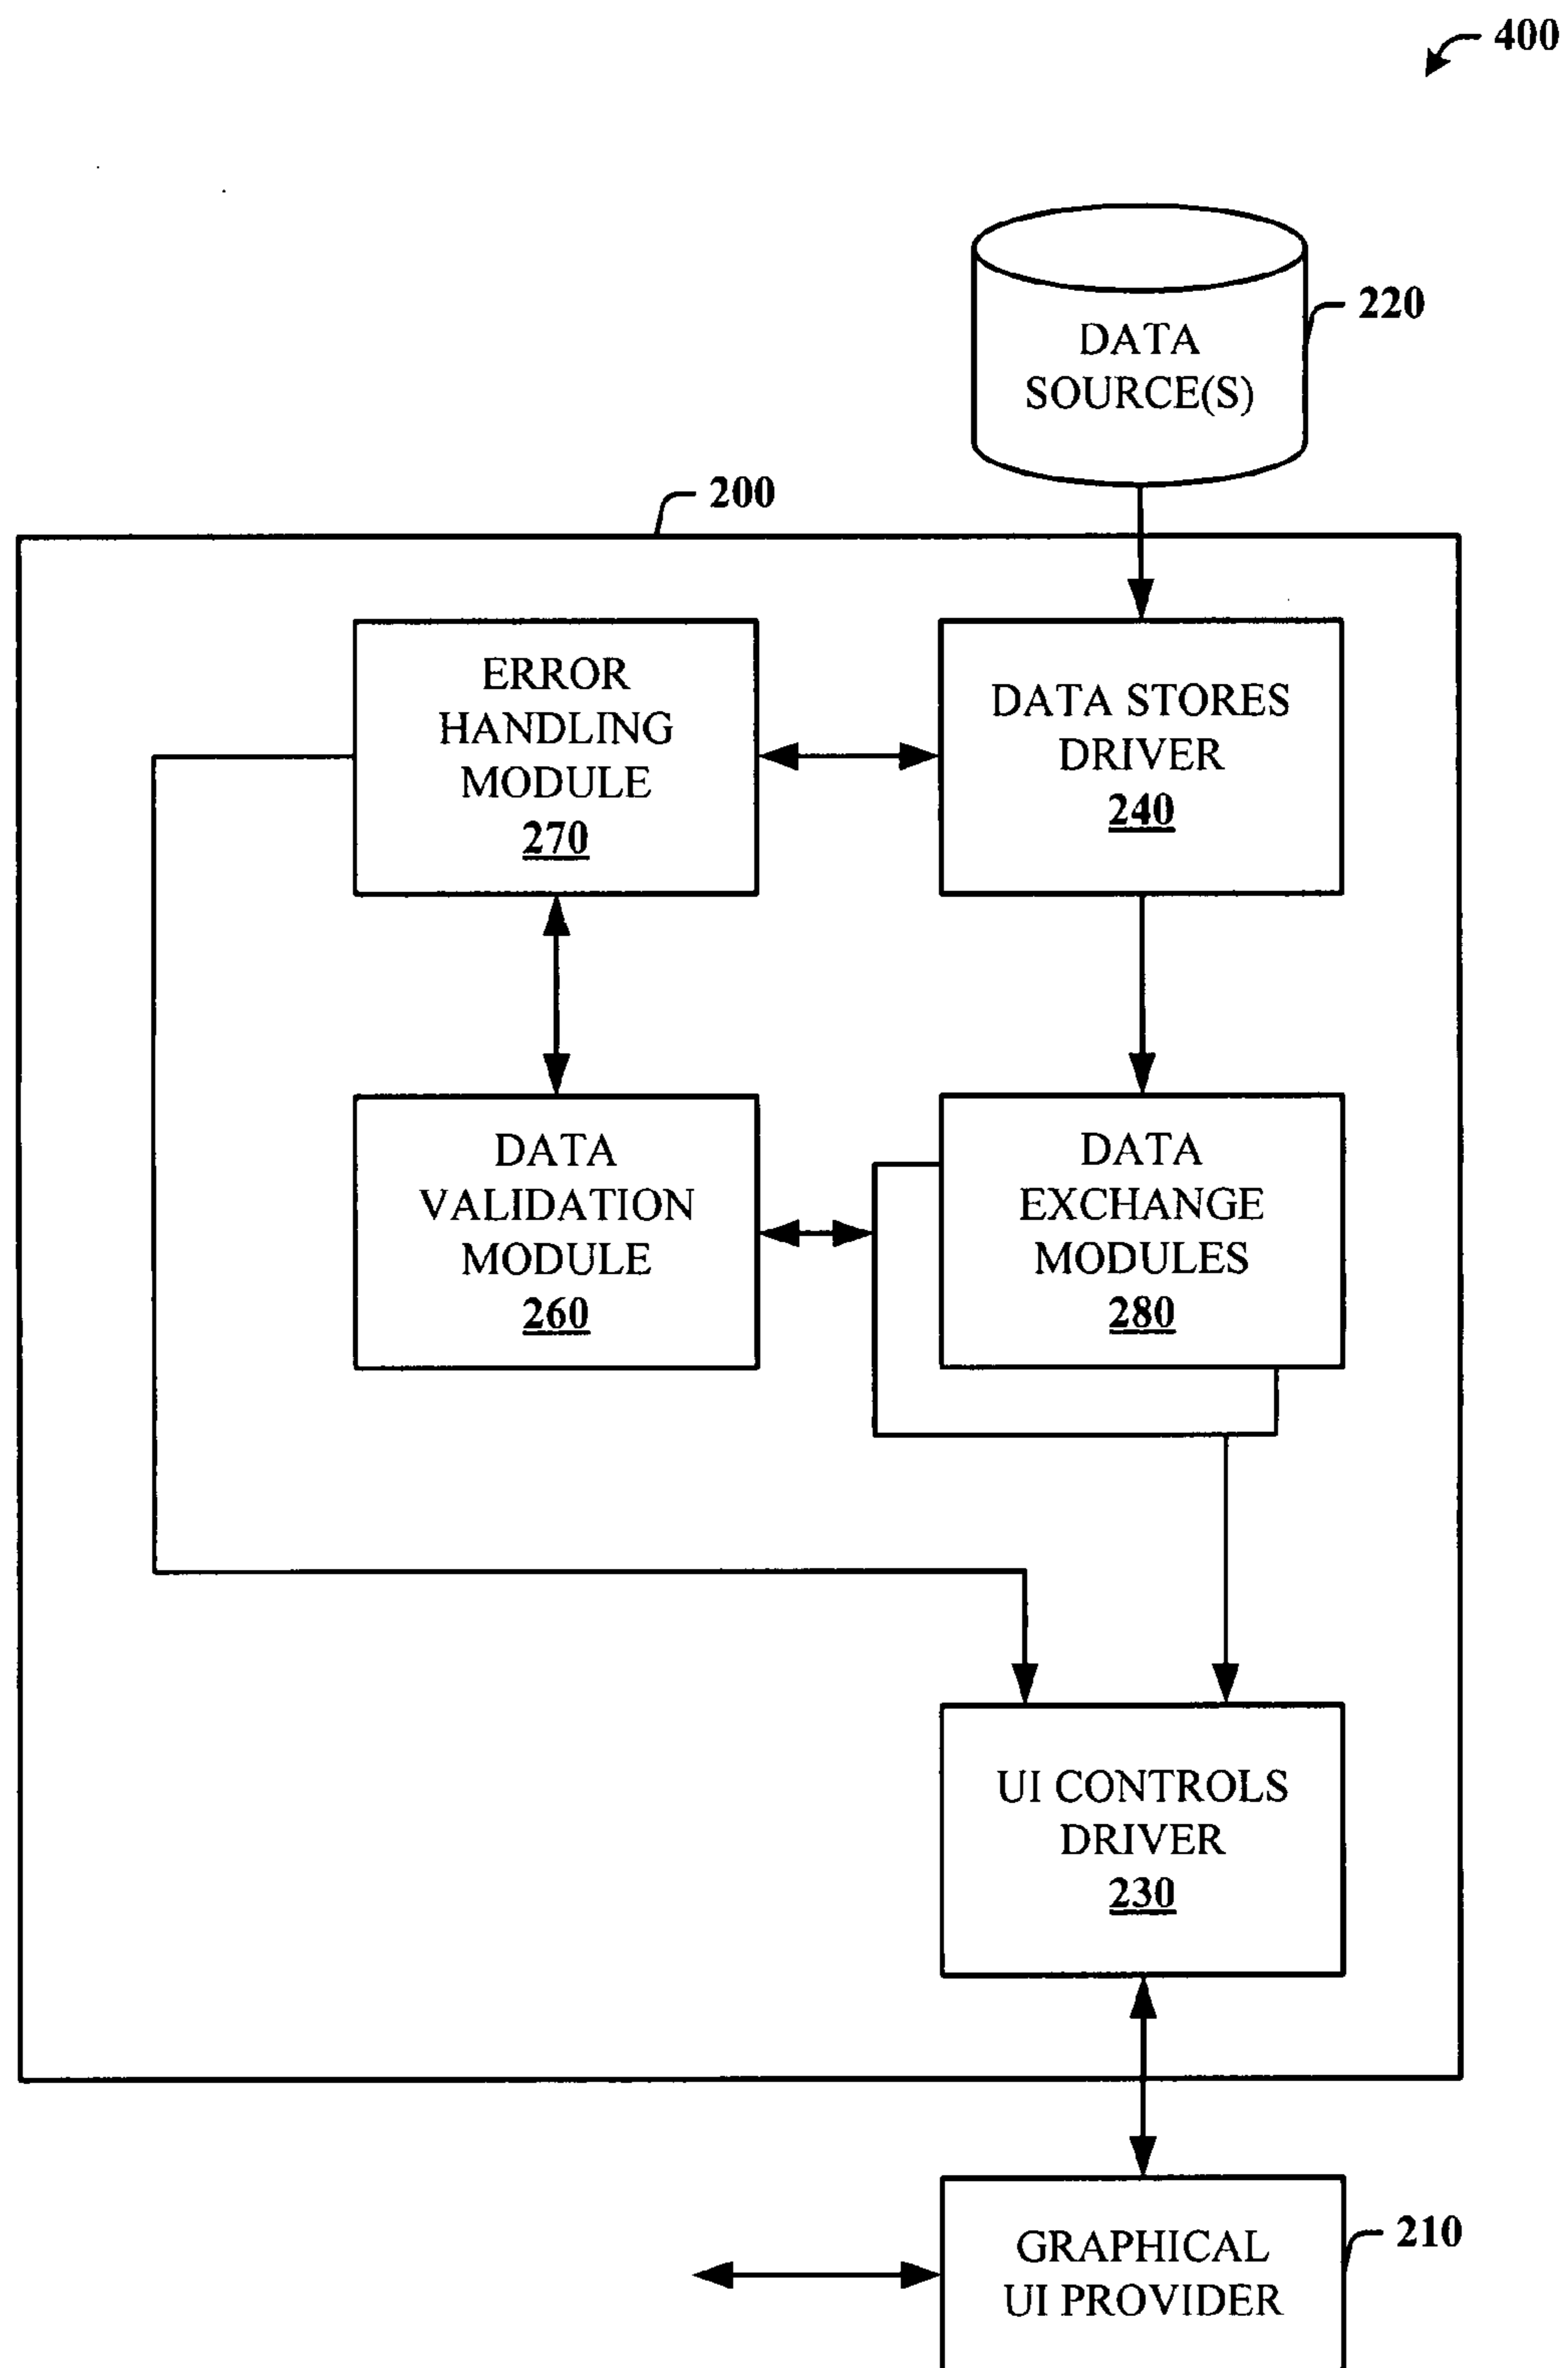 400
220
DATA
SOURCE(S)
200
ERROR
HANDLING
MODULE
270
DATA STORES
DRIVER
240
DATA
VALIDATION
MODULE
260
DATA
EXCHANGE
MODULES
280
UI CONTROLS
DRIVER
230
210
GRAPHICAL
UI PROVIDER